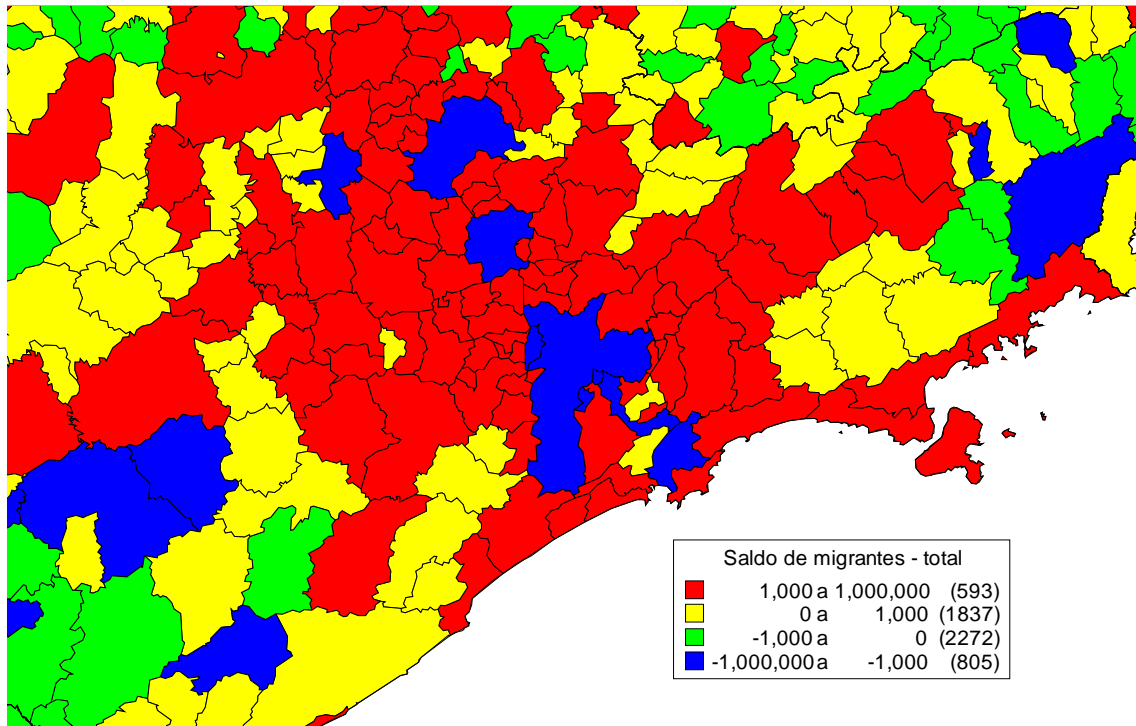 Saldo de migrantes - total
1,000 a 1,000,000 (593)
0 a 1,000 (1837)
-1,000 a 0 (2272)
-1,000,000 a -1,000 (805)